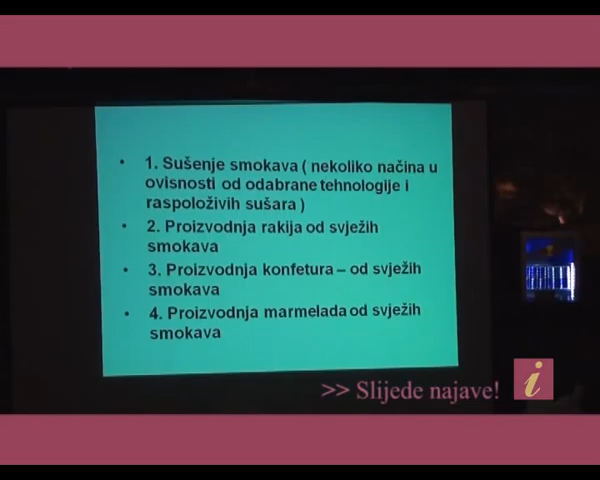 • 1. Sušenje smokava ( nekoliko načina u
ovisnosti od odabrane tehnologije i
raspoloživih sušara )
• 2. Proizvodnja rakija od svježih
smokava
• 3. Proizvodnja konfetura – od svježih
smokava
• 4. Proizvodnja marmelada od svježih
smokava
>> Slijede najave!
i